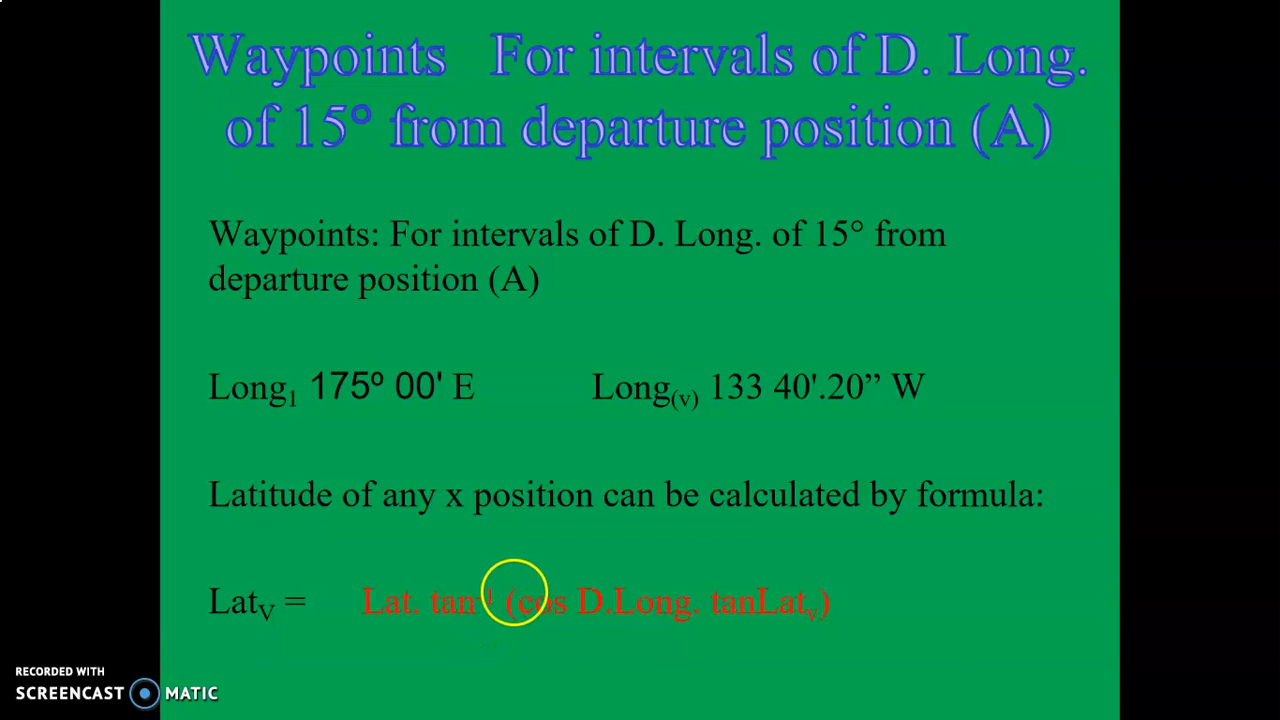 Waypoints For intervals of D. Long.
of 15° from departure position (A)
Waypoints: For intervals of D. Long. of 15° from
departure position (A)
Long₁ 175º 00' E Long₍ᵥ₎ 133 40'.20” W
Latitude of any x position can be calculated by formula:
Latᵥ = Lat. tan⁻¹ (cos D.Long. tanLatᵥ)
RECORDED WITH
SCREENCAST MATIC